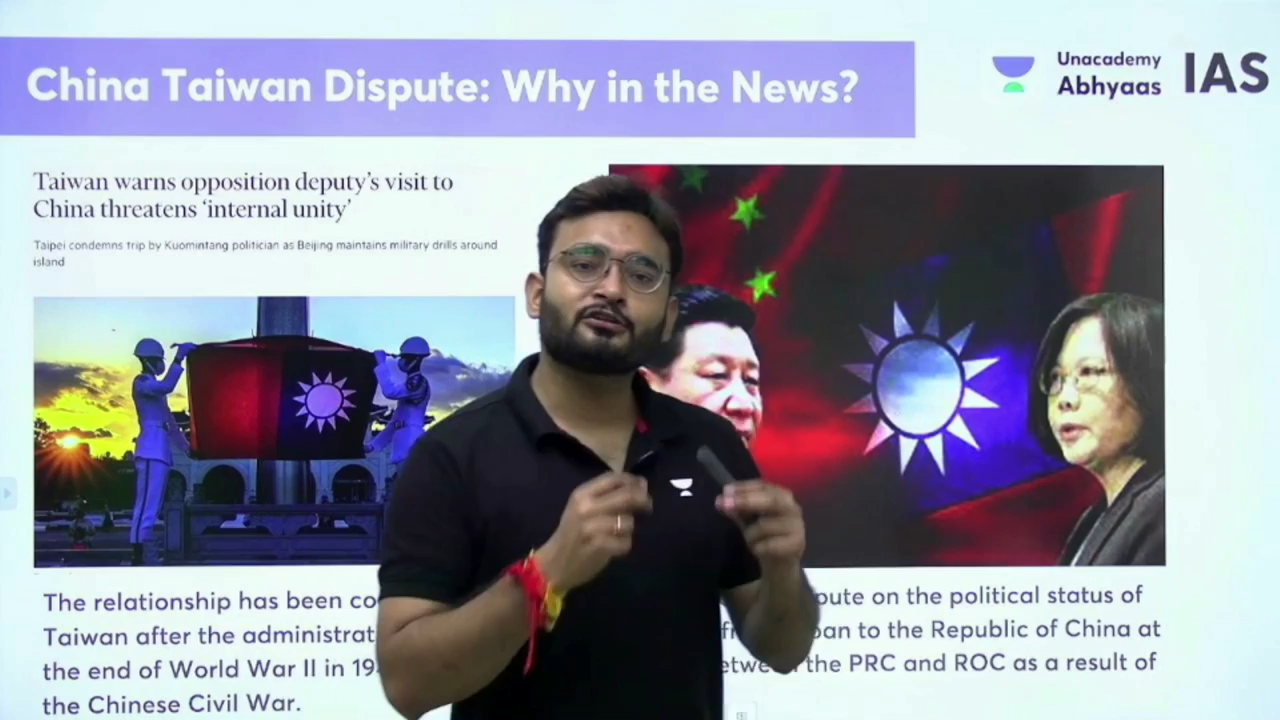 China Taiwan Dispute: Why in the News?
Unacademy
Abhyaas
IAS
Taiwan warns opposition deputy's visit to
China threatens 'internal unity'
Taipei condemns trip by Kuomintang politician as Beijing maintains military drills around
island
The relationship has been co pute on the political status of
Taiwan after the administrat an to the Republic of China at
the end of World War II in 19 the PRC and ROC as a result of
the Chinese Civil War.